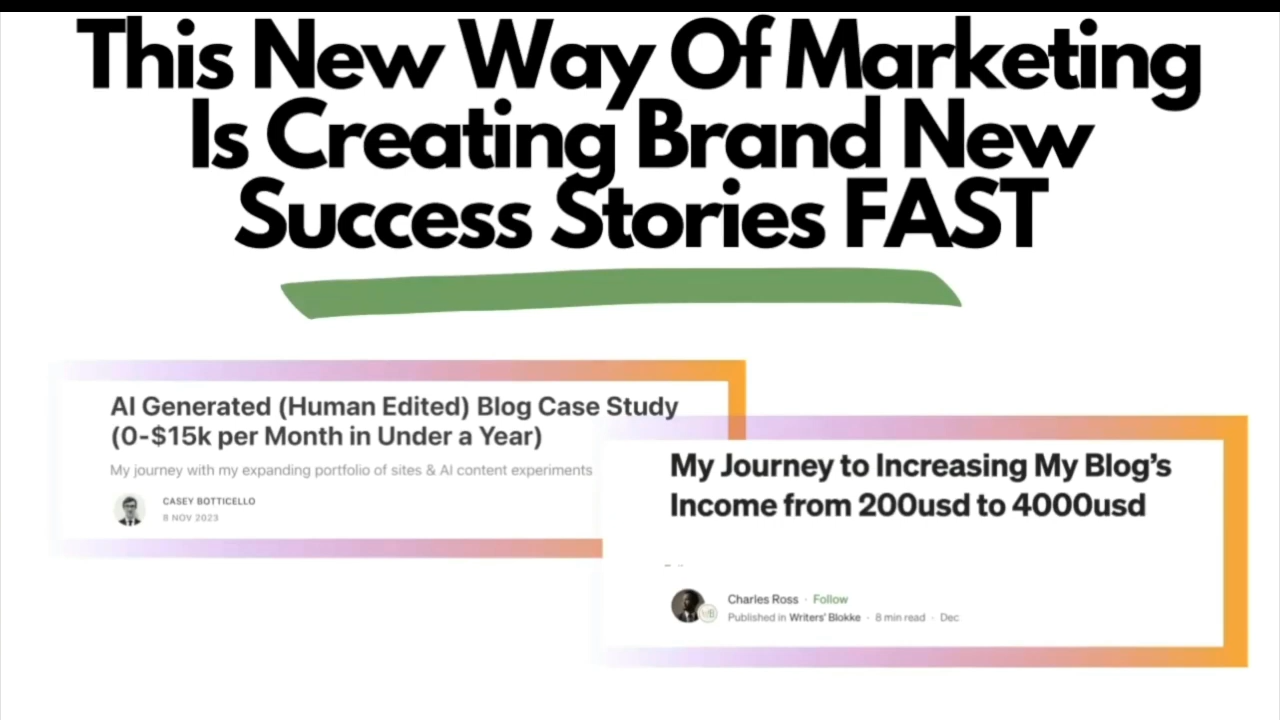 This New Way Of Marketing
Is Creating Brand New
Success Stories FAST
AI Generated (Human Edited) Blog Case Study
(0-$15k per Month in Under a Year)
My journey with my expanding portfolio of sites & AI content experiments
CASEY BOTTICELLO
8 NOV 2023
My Journey to Increasing My Blog's
Income from 200usd to 4000usd
Charles Ross · Follow
Published in Writers' Blokke · 8 min read · Dec